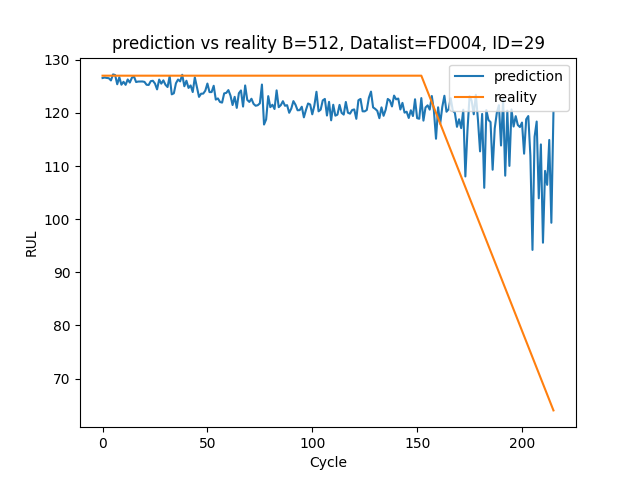 prediction vs reality B=512, Datalist=FD004, ID=29
130
120
110
100
90
80
70
RUL
prediction
reality
0
50
100
150
200
Cycle